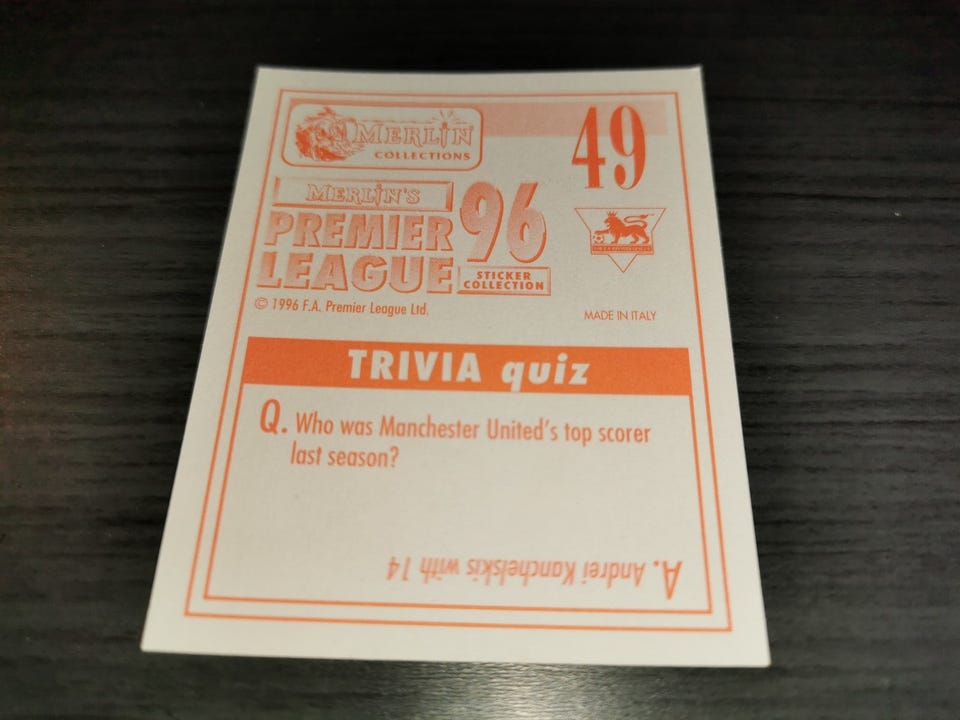 MERLIN
COLLECTIONS
49
MERLIN'S
PREMIER
LEAGUE
96
STICKER
COLLECTION
© 1996 F.A. Premier League Ltd.
MADE IN ITALY
TRIVIA quiz
Q. Who was Manchester United's top scorer
last season?
A. Andrei Kanchelskis with 14